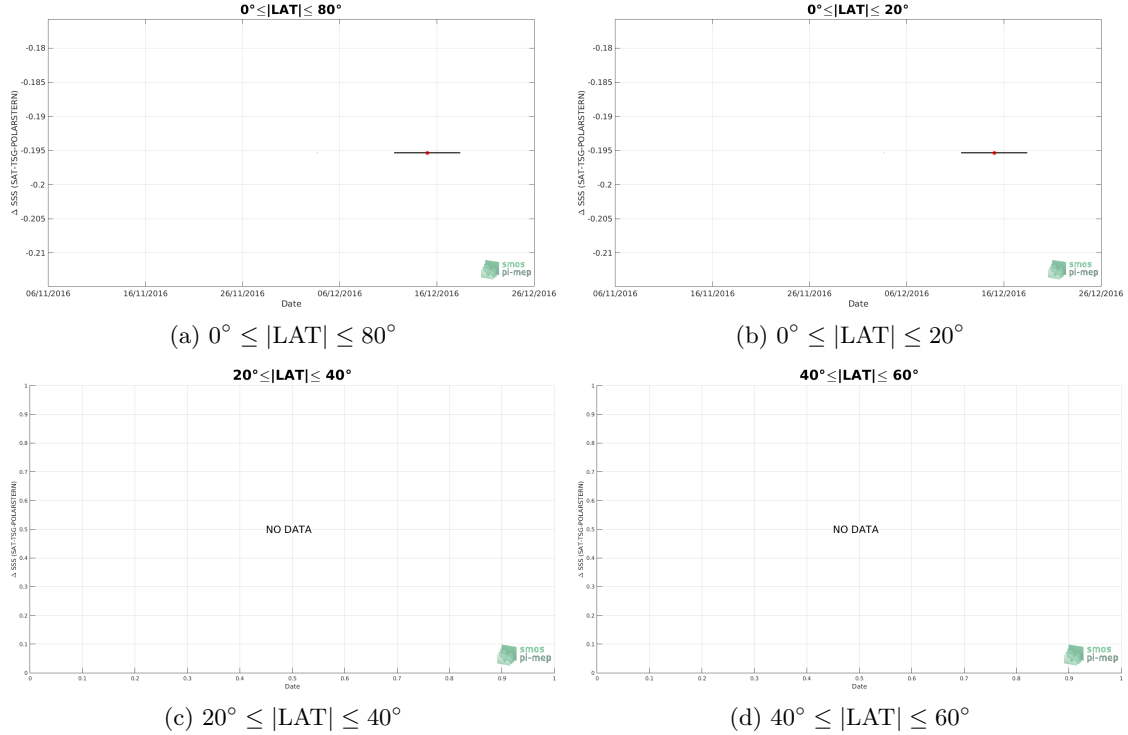 0°≤|LAT|≤ 80°
-0.18
-0.185
-0.19
-0.195
-0.2
-0.205
-0.21
Δ SSS (SAT-TSG-POLARSTERN)
06/11/2016 16/11/2016 26/11/2016 06/12/2016 16/12/2016 26/12/2016
Date
smos
pi-mep
(a) 0° ≤ |LAT| ≤ 80°
0°≤|LAT|≤ 20°
-0.18
-0.185
-0.19
-0.195
-0.2
-0.205
-0.21
Δ SSS (SAT-TSG-POLARSTERN)
06/11/2016 16/11/2016 26/11/2016 06/12/2016 16/12/2016 26/12/2016
Date
smos
pi-mep
(b) 0° ≤ |LAT| ≤ 20°
20°≤|LAT|≤ 40°
1
0.9
0.8
0.7
0.6
0.5
0.4
0.3
0.2
0.1
0
Δ SSS (SAT-TSG-POLARSTERN)
NO DATA
0 0.1 0.2 0.3 0.4 0.5 0.6 0.7 0.8 0.9 1
Date
smos
pi-mep
(c) 20° ≤ |LAT| ≤ 40°
40°≤|LAT|≤ 60°
1
0.9
0.8
0.7
0.6
0.5
0.4
0.3
0.2
0.1
0
Δ SSS (SAT-TSG-POLARSTERN)
NO DATA
0 0.1 0.2 0.3 0.4 0.5 0.6 0.7 0.8 0.9 1
Date
smos
pi-mep
(d) 40° ≤ |LAT| ≤ 60°